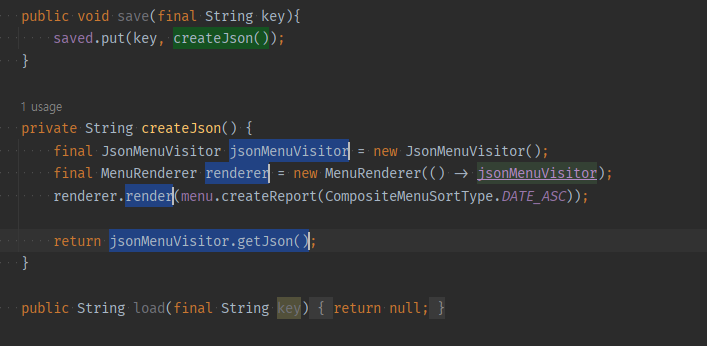 public void save(final String key){
saved.put(key, createJson());
}
1 usage
private String createJson() {
final JsonMenuVisitor jsonMenuVisitor = new JsonMenuVisitor();
final MenuRenderer renderer = new MenuRenderer(() -> jsonMenuVisitor);
renderer.render(menu.createReport(CompositeMenuSortType.DATE_ASC));
return jsonMenuVisitor.getJson();
}
public String load(final String key) { return null; }